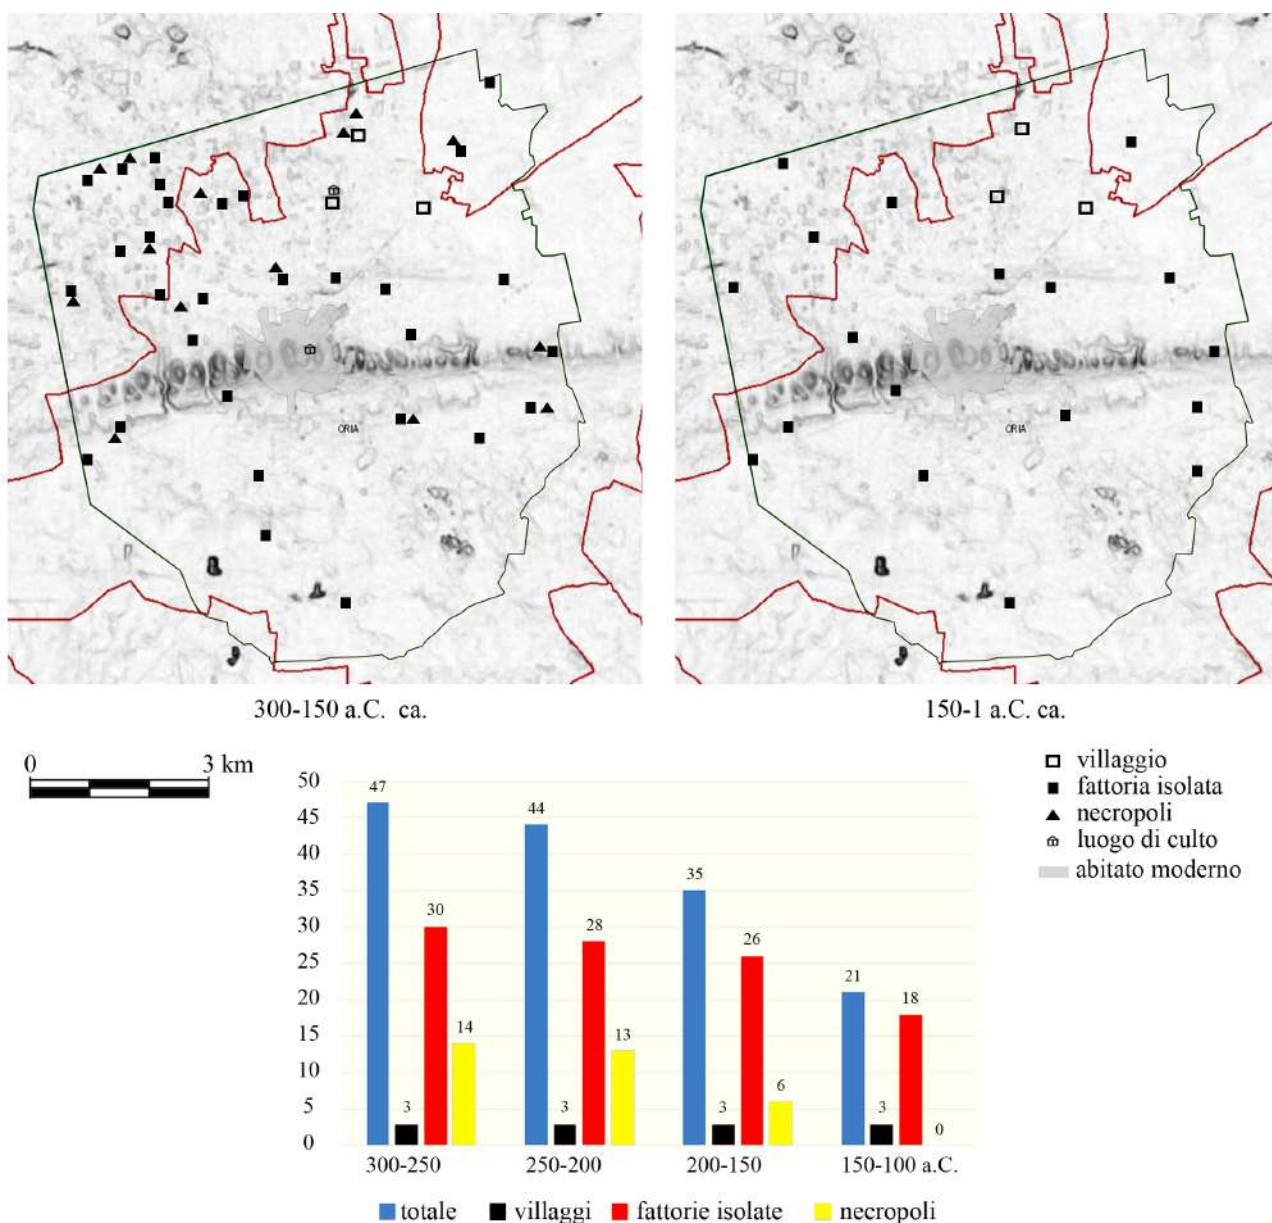 ORIA
ORIA
300-150 a.C. ca.
150-1 a.C. ca.
0 3 km
villaggio
fattoria isolata
necropoli
luogo di culto
abitato moderno
50
45
40
35
30
25
20
15
10
5
0
47
3
30
14
44
3
28
13
35
3
26
6
21
3
18
0
300-250
250-200
200-150
150-100 a.C.
totale
villaggi
fattorie isolate
necropoli